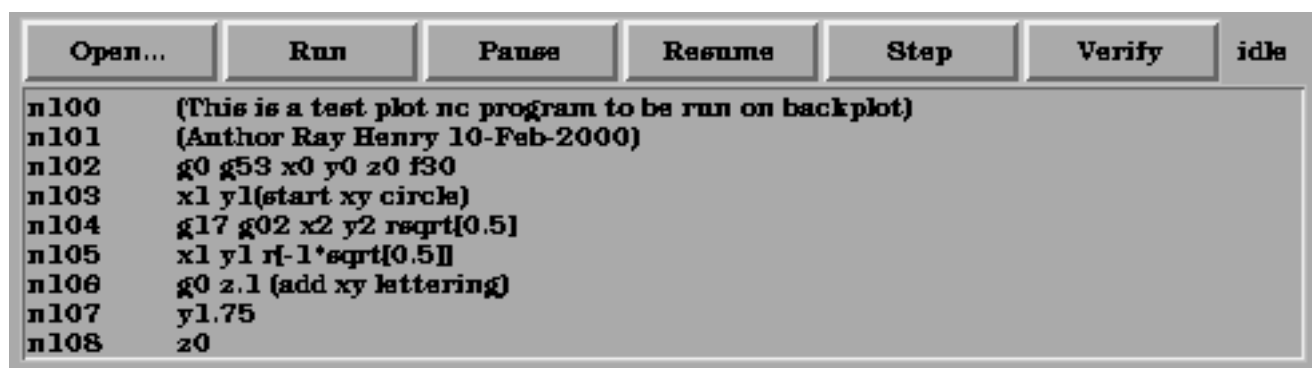 Open... Run Pause Resume Step Verify idle
n100 (This is a test plot nc program to be run on backplot)
n101 (Author Ray Henry 10-Feb-2000)
n102 g0 g53 x0 y0 z0 f30
n103 x1 y1(start xy circle)
n104 g17 g02 x2 y2 rsqrt[0.5]
n105 x1 y1 r[-1*sqrt[0.5]]
n106 g0 z.1 (add xy lettering)
n107 y1.75
n108 z0